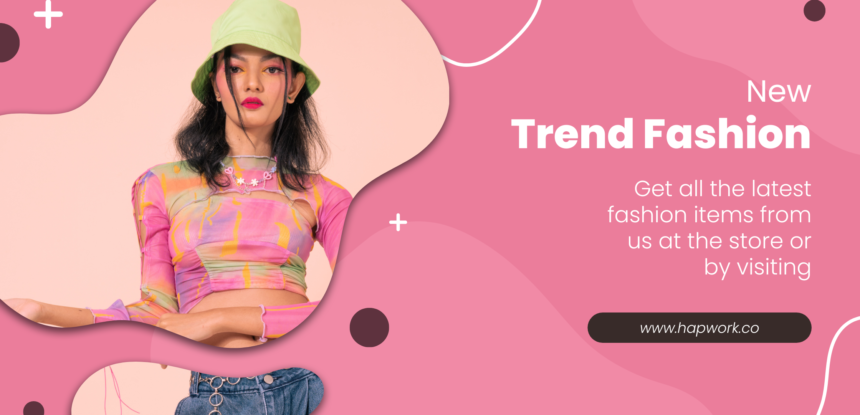 New
Trend Fashion
Get all the latest
fashion items from
us at the store or
by visiting
www.hapwork.co